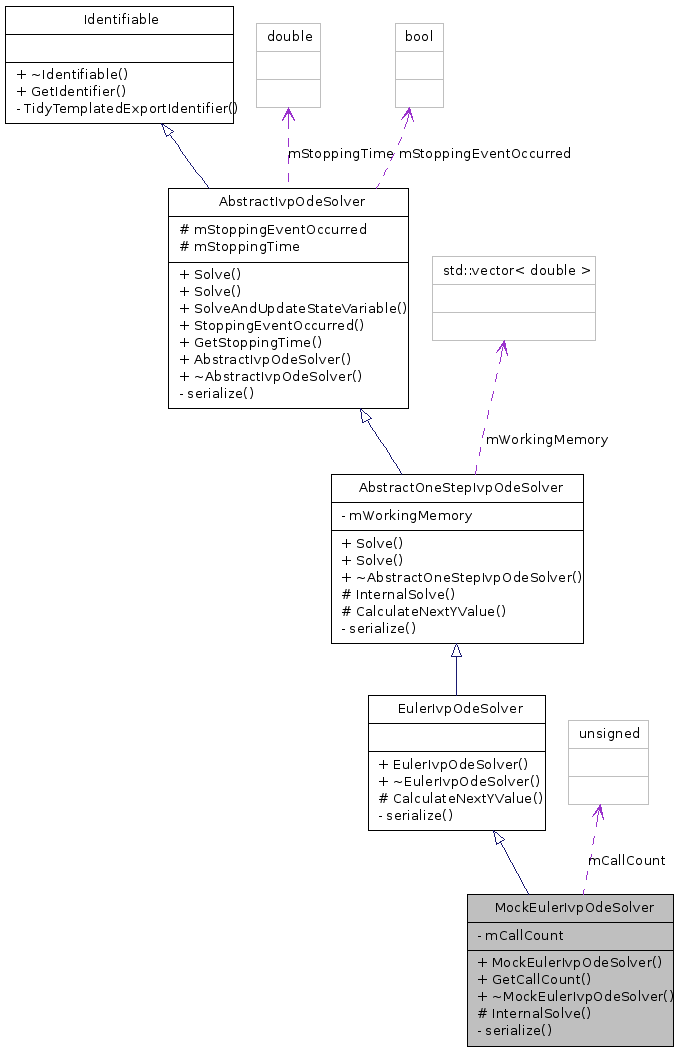 Identifiable
+ ~Identifiable()
+ GetIdentifier()
- TidyTemplatedExportIdentifier()
double
bool
mStoppingTime
mStoppingEventOccurred
AbstractIvpOdeSolver
# mStoppingEventOccurred
# mStoppingTime
+ Solve()
+ Solve()
+ SolveAndUpdateStateVariable()
+ StoppingEventOccurred()
+ GetStoppingTime()
+ AbstractIvpOdeSolver()
+ ~AbstractIvpOdeSolver()
- serialize()
std::vector< double >
mWorkingMemory
AbstractOneStepIvpOdeSolver
- mWorkingMemory
+ Solve()
+ Solve()
+ ~AbstractOneStepIvpOdeSolver()
# InternalSolve()
# CalculateNextYValue()
- serialize()
EulerIvpOdeSolver
+ EulerIvpOdeSolver()
+ ~EulerIvpOdeSolver()
# CalculateNextYValue()
- serialize()
unsigned
mCallCount
MockEulerIvpOdeSolver
- mCallCount
+ MockEulerIvpOdeSolver()
+ GetCallCount()
+ ~MockEulerIvpOdeSolver()
# InternalSolve()
- serialize()